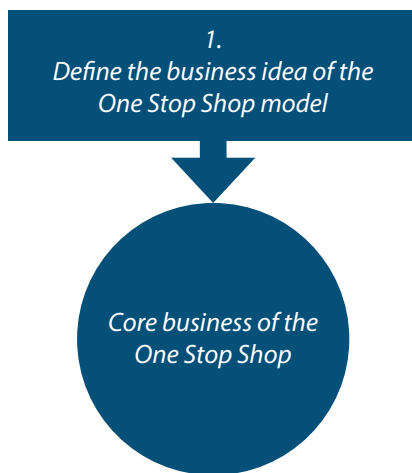 1.
Define the business idea of the
One Stop Shop model
Core business of the
One Stop Shop